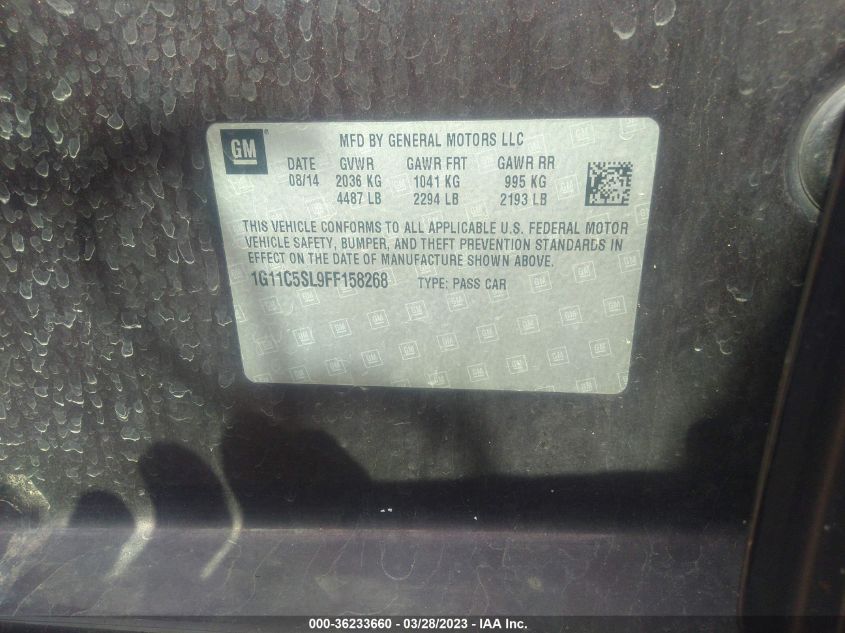 GM ®
MFD BY GENERAL MOTORS LLC
DATE GVWR GAWR FRT GAWR RR
08/14 2036 KG 1041 KG 995 KG
4487 LB 2294 LB 2193 LB
THIS VEHICLE CONFORMS TO ALL APPLICABLE U.S. FEDERAL MOTOR
VEHICLE SAFETY, BUMPER, AND THEFT PREVENTION STANDARDS IN
EFFECT ON THE DATE OF MANUFACTURE SHOWN ABOVE.
1G11C5SL9FF158268 TYPE: PASS CAR
000-36233660 - 03/28/2023 - IAA Inc.